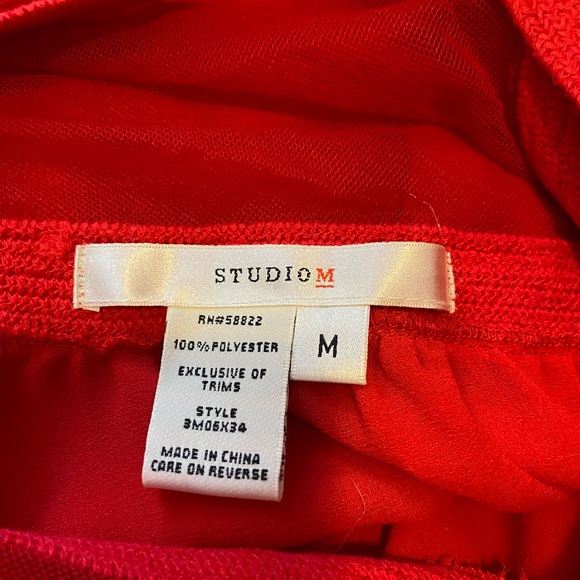 STUDIOM
RN#58822
100%POLYESTER
EXCLUSIVE OF
TRIMS
STYLE
3M06X34
MADE IN CHINA
CARE ON REVERSE
M